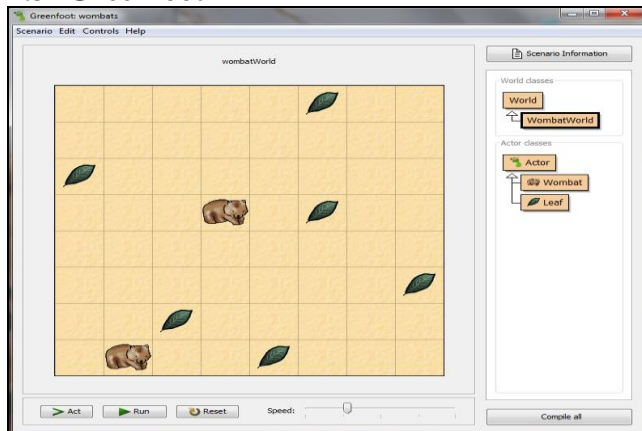 Greenfoot: wombats
Scenario Edit Controls Help
wombatWorld
Scenario Information
World classes
World
WombatWorld
Actor classes
Actor
Wombat
Leaf
Act
Run
Reset
Speed:
Compile all